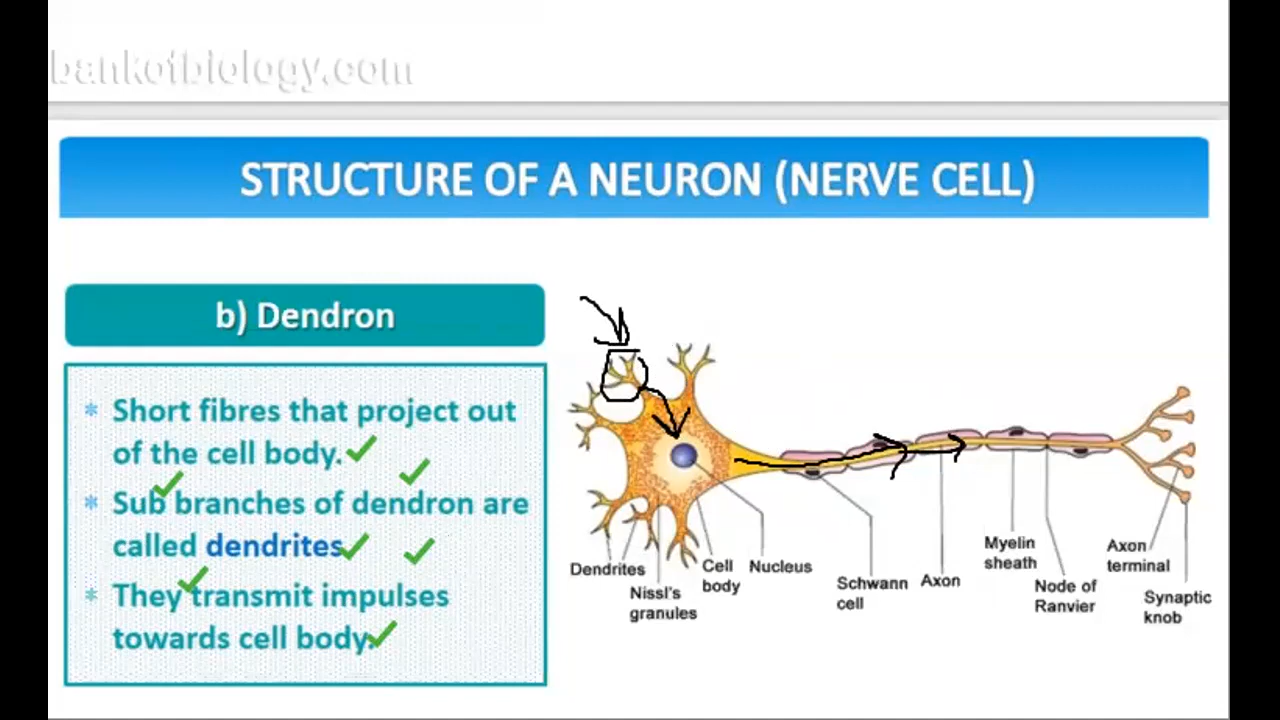 bankofbiology.com
STRUCTURE OF A NEURON (NERVE CELL)
b) Dendron
* Short fibres that project out
of the cell body.
* Sub branches of dendron are
called dendrites
* They transmit impulses
towards cell body.
Dendrites
Nissl's
granules
Cell
body
Nucleus
Schwann
cell
Axon
Myelin
sheath
Node of
Ranvier
Axon
terminal
Synaptic
knob